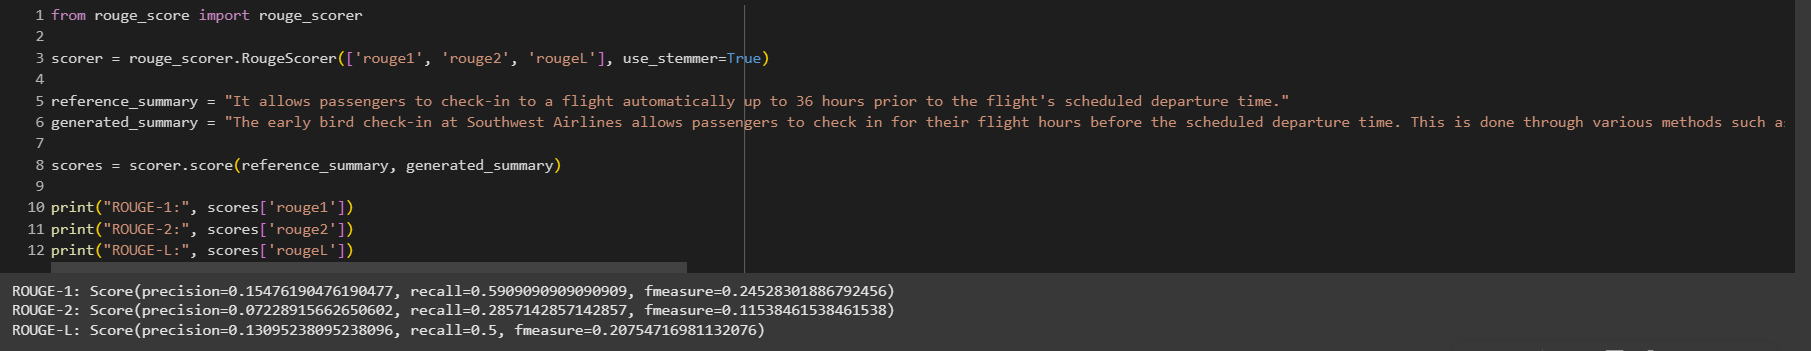 1 from rouge_score import rouge_scorer
2
3 scorer = rouge_scorer.RougeScorer(['rouge1', 'rouge2', 'rougeL'], use_stemmer=True)
4
5 reference_summary = "It allows passengers to check-in to a flight automatically up to 36 hours prior to the flight's scheduled departure time."
6 generated_summary = "The early bird check-in at Southwest Airlines allows passengers to check in for their flight hours before the scheduled departure time. This is done through various methods such as
7
8 scores = scorer.score(reference_summary, generated_summary)
9
10 print("ROUGE-1:", scores['rouge1'])
11 print("ROUGE-2:", scores['rouge2'])
12 print("ROUGE-L:", scores['rougeL'])
ROUGE-1: Score(precision=0.15476190476190477, recall=0.5909090909090909, fmeasure=0.24528301886792456)
ROUGE-2: Score(precision=0.07228915662650602, recall=0.2857142857142857, fmeasure=0.11538461538461538)
ROUGE-L: Score(precision=0.13095238095238096, recall=0.5, fmeasure=0.20754716981132076)